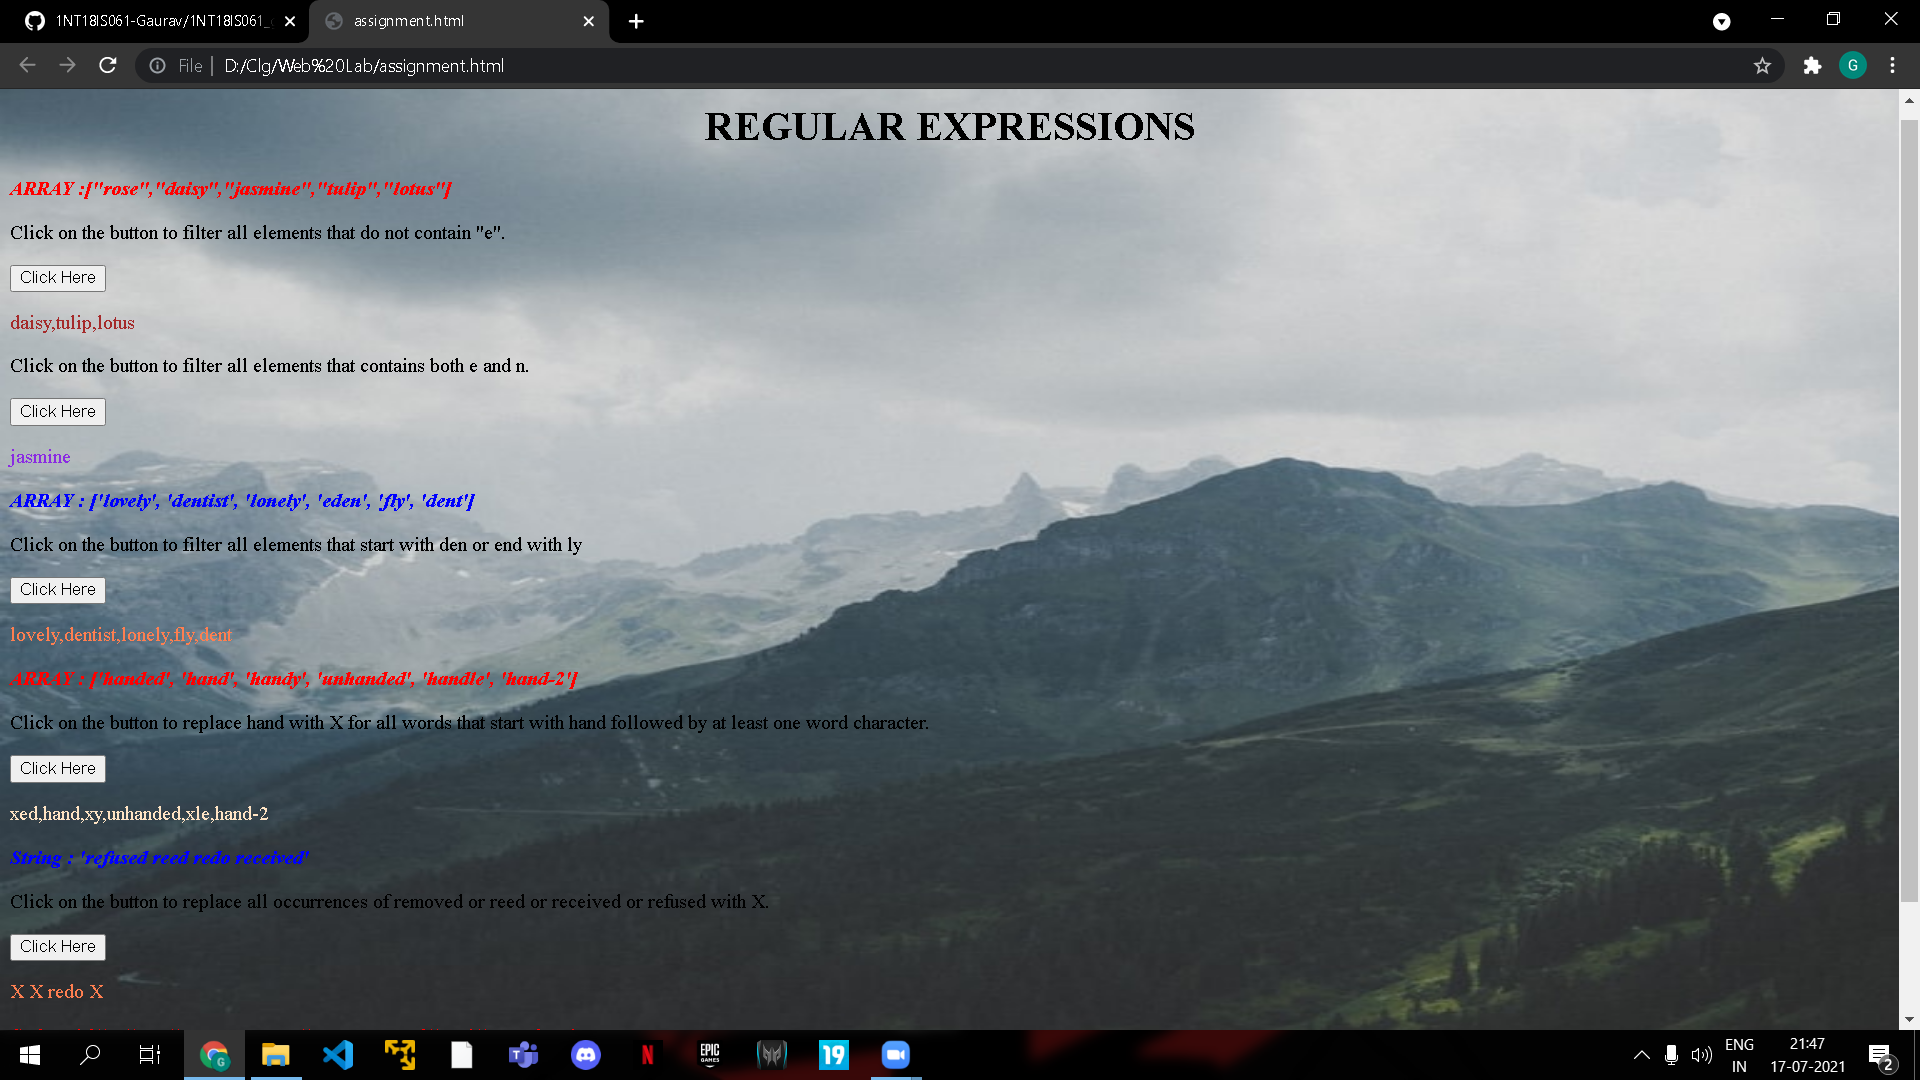 1NT18IS061-Gaurav/1NT18IS061_
assignment.html
File | D:/Clg/Web%20Lab/assignment.html
G
REGULAR EXPRESSIONS
ARRAY :["rose","daisy","jasmine","tulip","lotus"]
Click on the button to filter all elements that do not contain "e".
Click Here
daisy,tulip,lotus
Click on the button to filter all elements that contains both e and n.
Click Here
jasmine
ARRAY : ['lovely', 'dentist', 'lonely', 'eden', 'fly', 'dent']
Click on the button to filter all elements that start with den or end with ly
Click Here
lovely,dentist,lonely,fly,dent
ARRAY : ['handed', 'hand', 'handy', 'unhanded', 'handle', 'hand-2']
Click on the button to replace hand with X for all words that start with hand followed by at least one word character.
Click Here
xed,hand,xy,unhanded,xle,hand-2
String : 'refused reed redo received'
Click on the button to replace all occurrences of removed or reed or received or refused with X.
Click Here
X X redo X
G
N
EPIC
GAMES
19
ENG
IN
21:47
17-07-2021
2